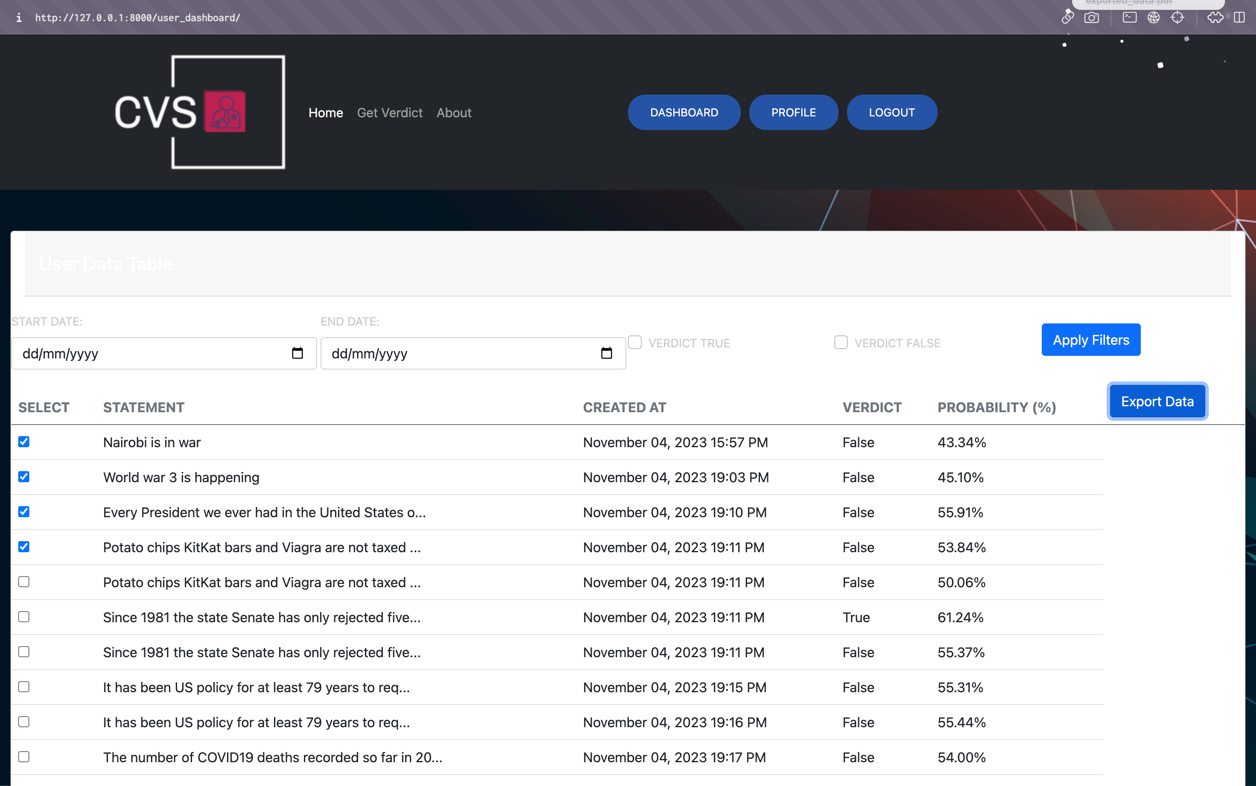 http://127.0.0.1:8000/user_dashboard/
exported_data.pdf
CVS
Home Get Verdict About
DASHBOARD PROFILE LOGOUT
User Data Table
START DATE: END DATE:
dd/mm/yyyy dd/mm/yyyy VERDICT TRUE VERDICT FALSE Apply Filters
SELECT STATEMENT CREATED AT VERDICT PROBABILITY (%) Export Data
Nairobi is in war November 04, 2023 15:57 PM False 43.34%
World war 3 is happening November 04, 2023 19:03 PM False 45.10%
Every President we ever had in the United States o... November 04, 2023 19:10 PM False 55.91%
Potato chips KitKat bars and Viagra are not taxed ... November 04, 2023 19:11 PM False 53.84%
Potato chips KitKat bars and Viagra are not taxed ... November 04, 2023 19:11 PM False 50.06%
Since 1981 the state Senate has only rejected five... November 04, 2023 19:11 PM True 61.24%
Since 1981 the state Senate has only rejected five... November 04, 2023 19:11 PM False 55.37%
It has been US policy for at least 79 years to req... November 04, 2023 19:15 PM False 55.31%
It has been US policy for at least 79 years to req... November 04, 2023 19:16 PM False 55.44%
The number of COVID19 deaths recorded so far in 20... November 04, 2023 19:17 PM False 54.00%